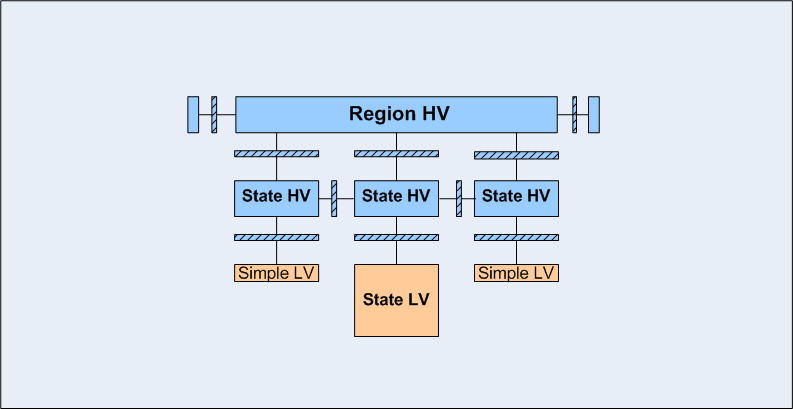 Region HV
State HV
State HV
State HV
Simple LV
State LV
Simple LV